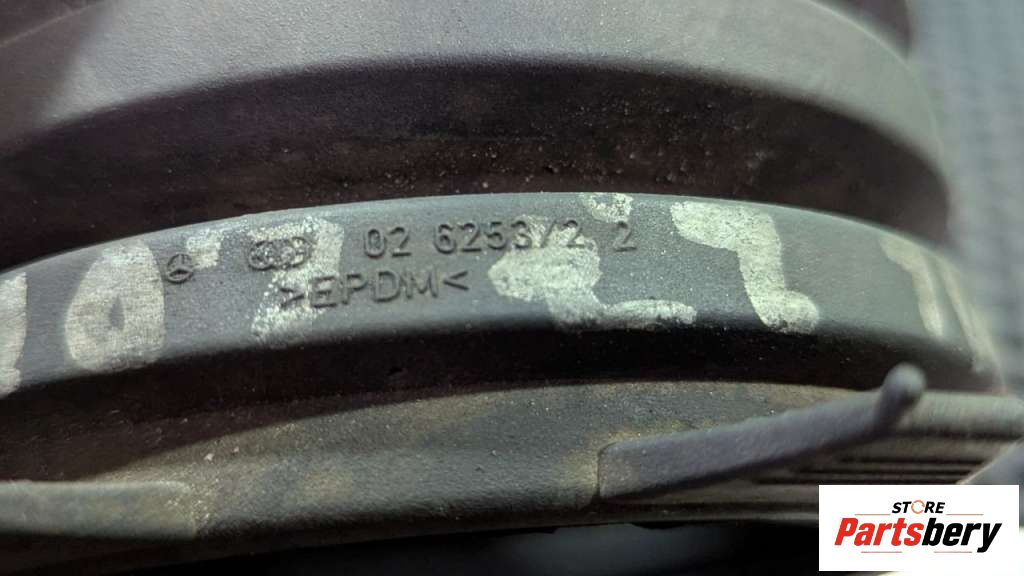 02 6253/2 2
>EPDM<
STORE
Partsbery